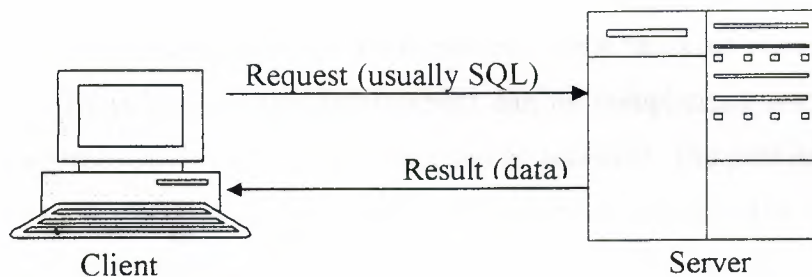 Request (usually SQL)
Result (data)
Client
Server